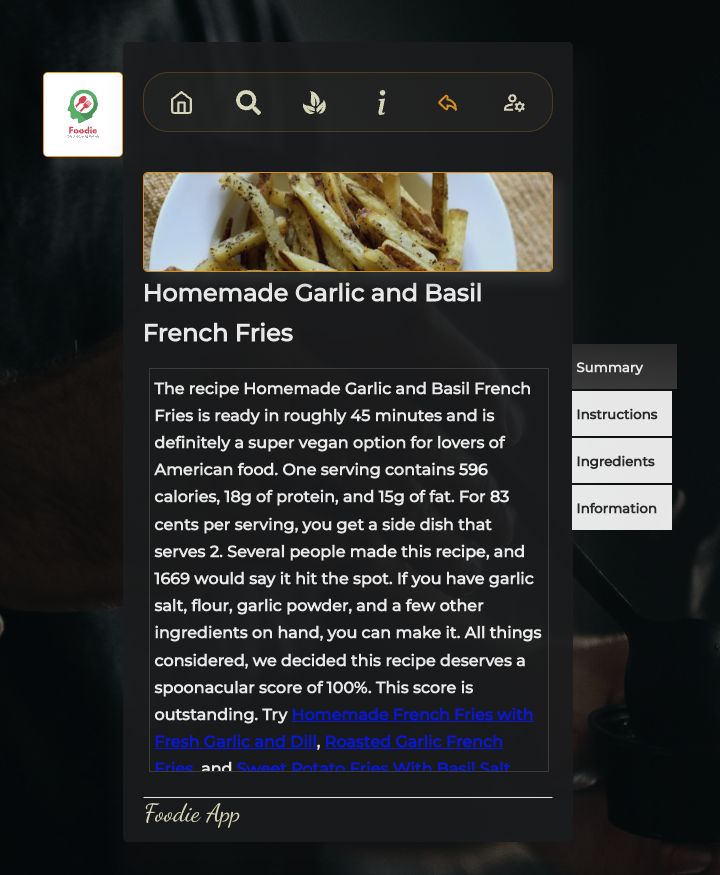 Foodie
Homemade Garlic and Basil
French Fries
The recipe Homemade Garlic and Basil French
Fries is ready in roughly 45 minutes and is
definitely a super vegan option for lovers of
American food. One serving contains 596
calories, 18g of protein, and 15g of fat. For 83
cents per serving, you get a side dish that
serves 2. Several people made this recipe, and
1669 would say it hit the spot. If you have garlic
salt, flour, garlic powder, and a few other
ingredients on hand, you can make it. All things
considered, we decided this recipe deserves a
spoonacular score of 100%. This score is
outstanding. Try Homemade French Fries with
Fresh Garlic and Dill, Roasted Garlic French
Fries, and Sweet Potato Fries With Basil Salt
Summary
Instructions
Ingredients
Information
Foodie App